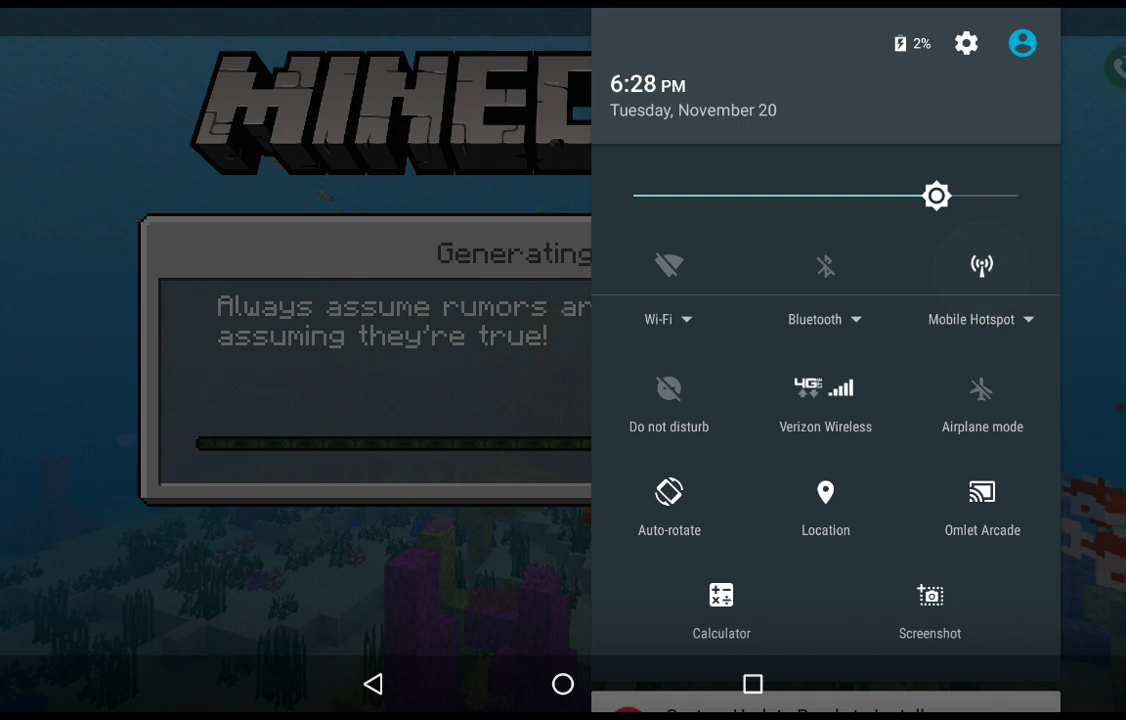 2%
6:28 PM
Tuesday, November 20
MINEC
Generating
Always assume rumors ar
assuming they're true!
Wi-Fi
Bluetooth
Mobile Hotspot
Do not disturb
4G
Verizon Wireless
Airplane mode
Auto-rotate
Location
Omlet Arcade
Calculator
Screenshot